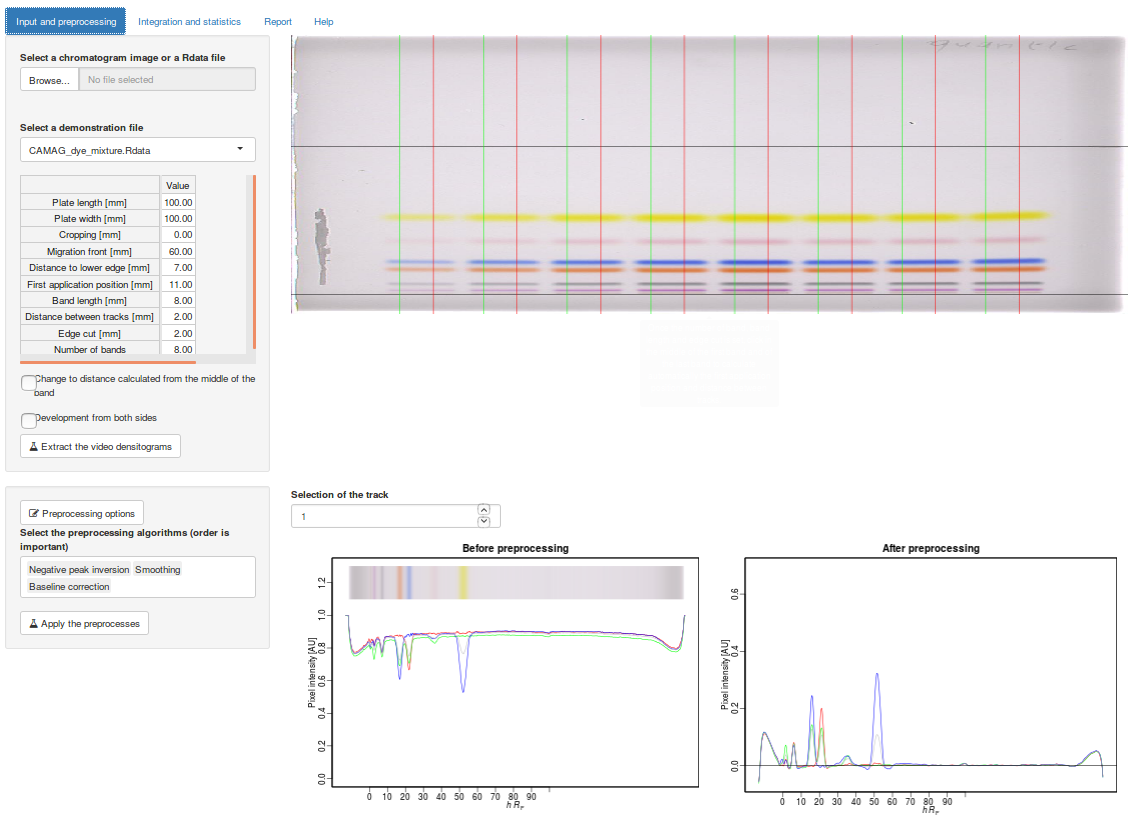 Input and preprocessing Integration and statistics Report Help
Select a chromatogram image or a Rdata file
Browse... No file selected
Select a demonstration file
CAMAG_dye_mixture.Rdata
Value
Plate length [mm] 100.00
Plate width [mm] 100.00
Cropping [mm] 0.00
Migration front [mm] 60.00
Distance to lower edge [mm] 7.00
First application position [mm] 11.00
Band length [mm] 8.00
Distance between tracks [mm] 2.00
Edge cut [mm] 2.00
Number of bands 8.00
Change to distance calculated from the middle of the
band
Development from both sides
Extract the video densitograms
Preprocessing options
Select the preprocessing algorithms (order is
important)
Negative peak inversion Smoothing
Baseline correction
Apply the preprocesses
Selection of the track
1
Before preprocessing
Pixel intensity [AU]
0.0 0.2 0.4 0.6 0.8 1.0 1.2
0 10 20 30 40 50 60 70 80 90
h RF
After preprocessing
Pixel intensity [AU]
0.0 0.2 0.4 0.6
0 10 20 30 40 50 60 70 80 90
h RF